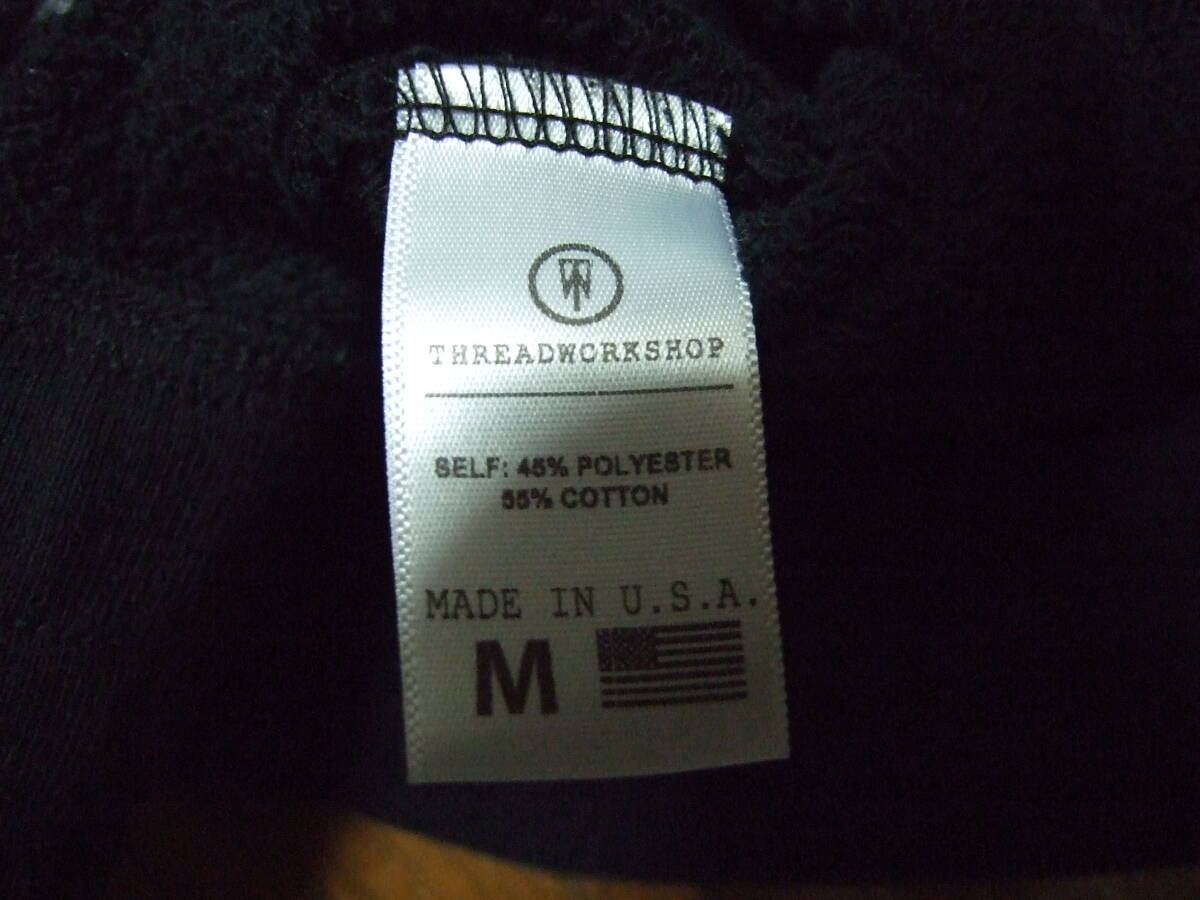 THREADWORKSHOP
SELF: 45% POLYESTER
55% COTTON
MADE IN U.S.A.
M